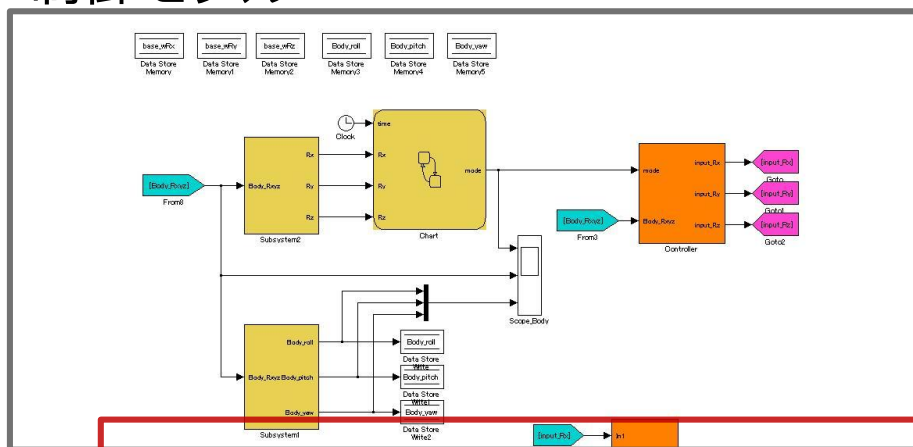 base_wRx
base_wRy
base_wRz
Body_roll
Body_pitch
Body_yaw
Data Store
Memory
Data Store
Memory1
Data Store
Memory2
Data Store
Memory3
Data Store
Memory4
Data Store
Memory5
Clock
time
Rx
Ry
Rz
mode
Chart
[Body_Rxyz]
From8
Body_Rxyz
Rx
Ry
Rz
Subsystem2
[Body_Rxyz]
From3
mode
Body_Rxyz
input_Rx
input_Ry
input_Rz
Controller
[input_Rx]
Goto
[input_Ry]
Goto1
[input_Rz]
Goto2
Scope_Body
Body_Rxyz
Body_roll
Body_pitch
Body_yaw
Subsystem1
Body_roll
Data Store
Write
Body_pitch
Data Store
Write1
Body_yaw
Data Store
Write2
[input_Rx]
In1